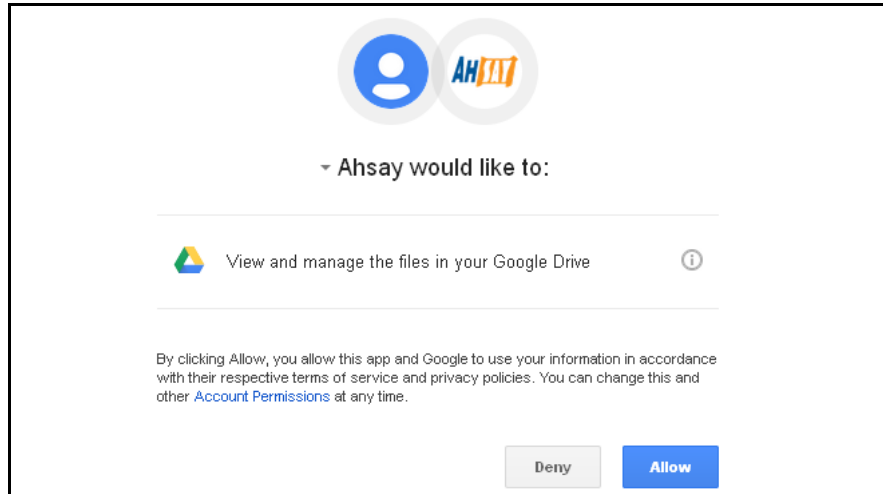 AHSAY
Ahsay would like to:
View and manage the files in your Google Drive
By clicking Allow, you allow this app and Google to use your information in accordance
with their respective terms of service and privacy policies. You can change this and
other Account Permissions at any time.
Deny Allow